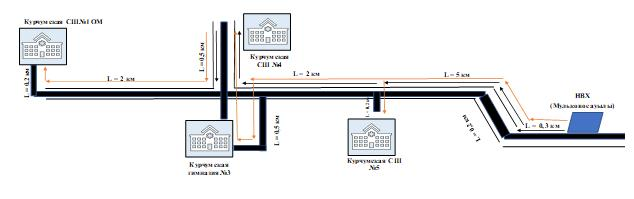 Курчумская СШ №1 ОМ
L = 0,2 км
L = 2 км
L = 0,5 км
Курчумская
СШ №4
L = 2 км
L = 5 км
НВХ
L = 0,3 км
L = 0,2 км
Курчумская СШ
№5
L = 0,5 км
Курчумская
гимназия №3